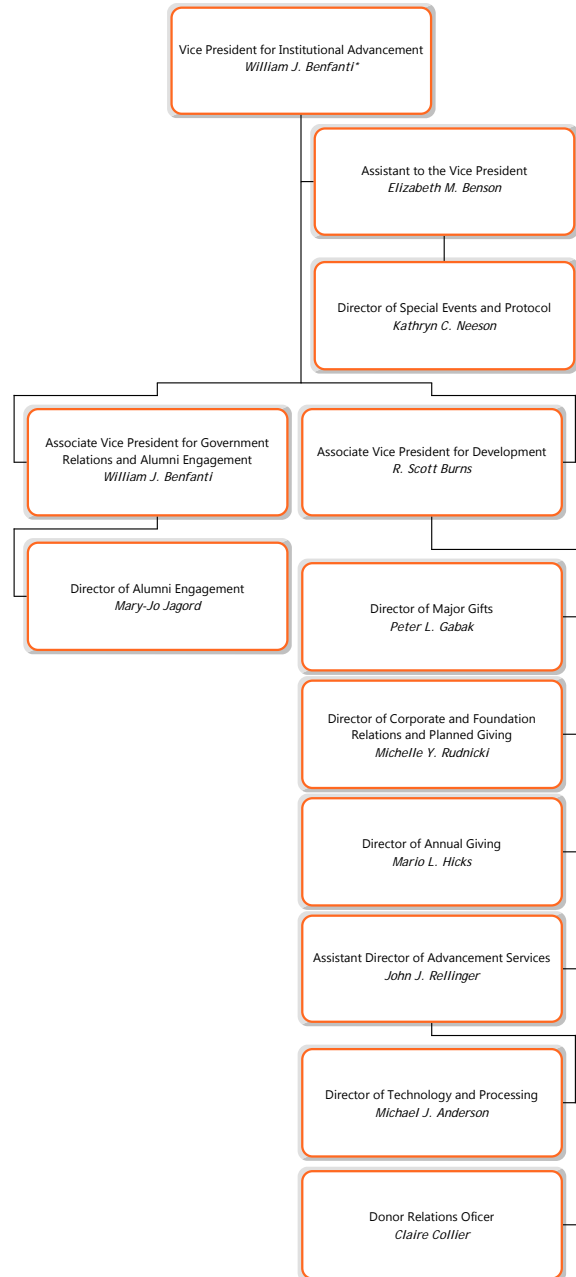 Vice President for Institutional Advancement
William J. Benfanti*
Assistant to the Vice President
Elizabeth M. Benson
Director of Special Events and Protocol
Kathryn C. Neeson
Associate Vice President for Government
Relations and Alumni Engagement
William J. Benfanti
Associate Vice President for Development
R. Scott Burns
Director of Alumni Engagement
Mary-Jo Jagord
Director of Major Gifts
Peter L. Gabak
Director of Corporate and Foundation
Relations and Planned Giving
Michelle Y. Rudnicki
Director of Annual Giving
Mario L. Hicks
Assistant Director of Advancement Services
John J. Rellinger
Director of Technology and Processing
Michael J. Anderson
Donor Relations Oficer
Claire Collier